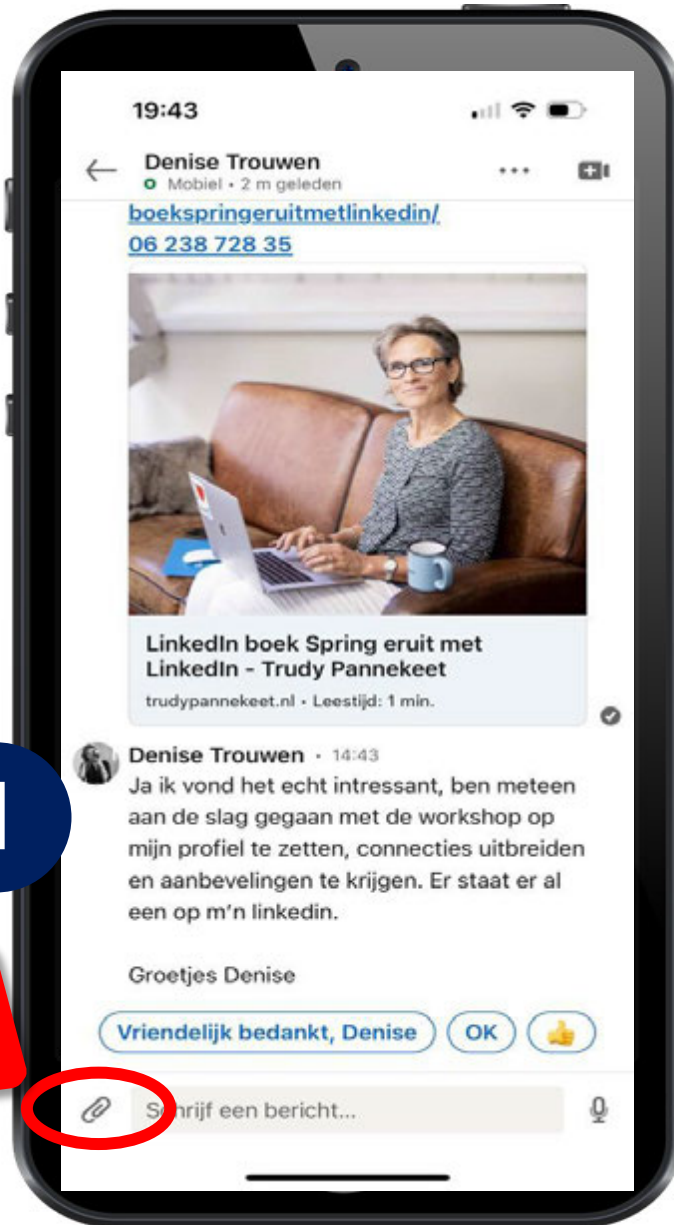 19:43
Denise Trouwen
Mobiel • 2 m geleden
boekspringeruitmetlinkedin/
06 238 728 35
LinkedIn boek Spring eruit met
LinkedIn - Trudy Pannekeet
trudypannekeet.nl • Leestijd: 1 min.
Denise Trouwen • 14:43
Ja ik vond het echt intressant, ben meteen
aan de slag gegaan met de workshop op
mijn profiel te zetten, connecties uitbreiden
en aanbevelingen te krijgen. Er staat er al
een op m'n linkedin.
Groetjes Denise
Vriendelijk bedankt, Denise OK 👍
Schrijf een bericht...